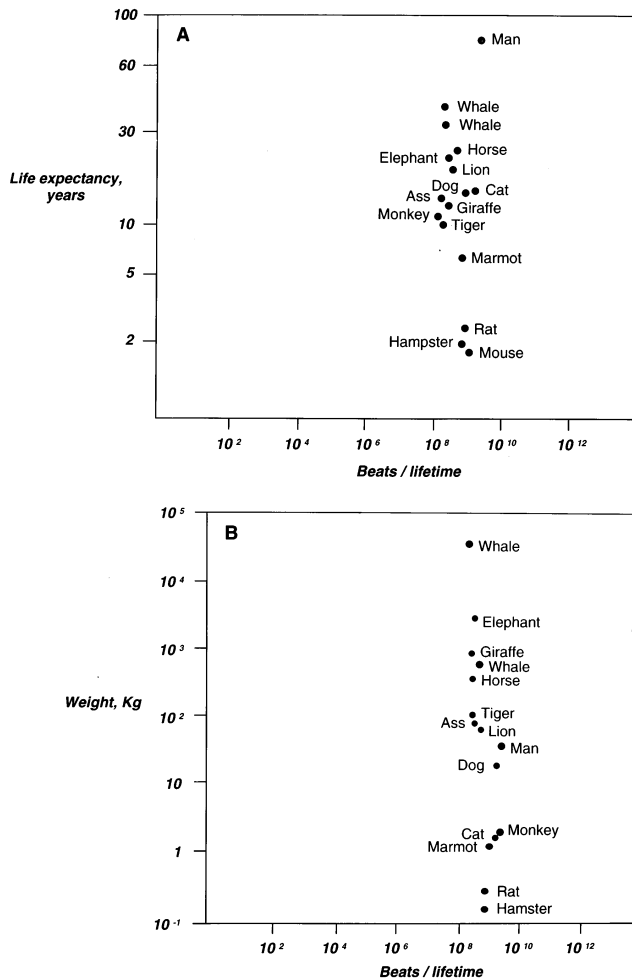 100
A
Man
60
Whale
Whale
30
Horse
Elephant
Lion
Life expectancy,
years
Dog
Cat
Ass
Giraffe
Monkey
Tiger
10
Marmot
5
Rat
2
Hampster
Mouse
10 2 10 4 10 6 10 8 10 10 10 12
Beats / lifetime
10 5
B
Whale
10 4
Elephant
10 3
Giraffe
Whale
Horse
Weight, Kg
10 2
Tiger
Ass
Lion
Man
Dog
10
Monkey
Cat
Marmot
1
Rat
Hamster
10 -1
10 2 10 4 10 6 10 8 10 10 10 12
Beats / lifetime